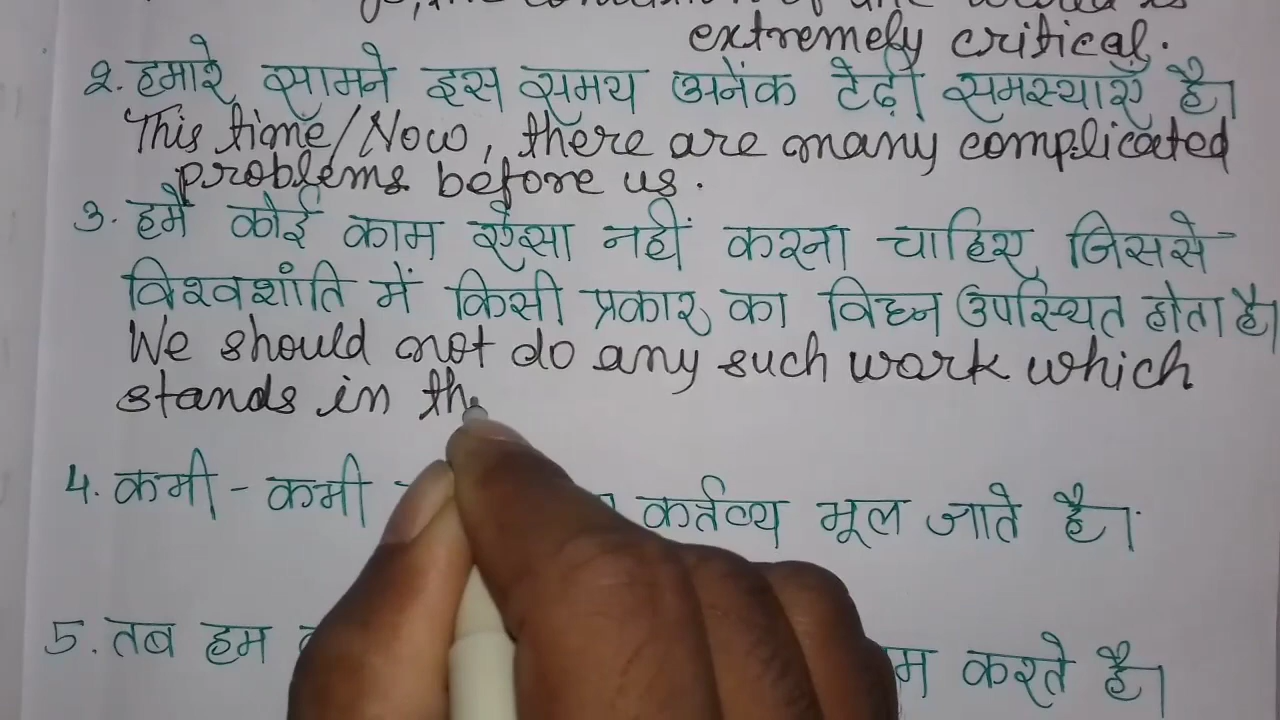 extremely critical.
2. हमारे सामने इस समय अनेंक टेढ़ी समस्याएँ है।
This time/Now, there are many complicated
problems before us.
3. हमें कोई काम ऐसा नहीं करना चाहिए जिससे
विश्वशांति में किसी प्रकार का विघ्न उपस्थित होता है।
We should not do any such work which
stands in th
4. कभी - कभी कर्तव्य भूल जाते है।
5. तब हम करते है।